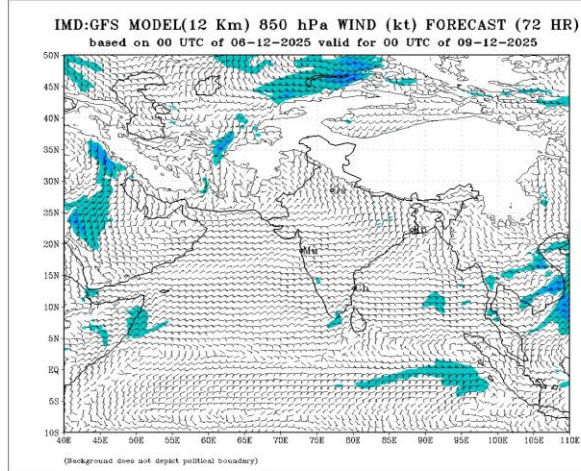 IMD:GFS MODEL(12 Km) 850 hPa WIND (kt) FORECAST (72 HR)
based on 00 UTC of 06-12-2025 valid for 00 UTC of 09-12-2025
50N
45N
40N
35N
30N
25N
20N
Mu
15N
Ch
10N
5N
EQ
5S
10S
40E 45E 50E 55E 60E 65E 70E 75E 80E 85E 90E 95E 100E 105E 110E
(Background does not depict political boundary)